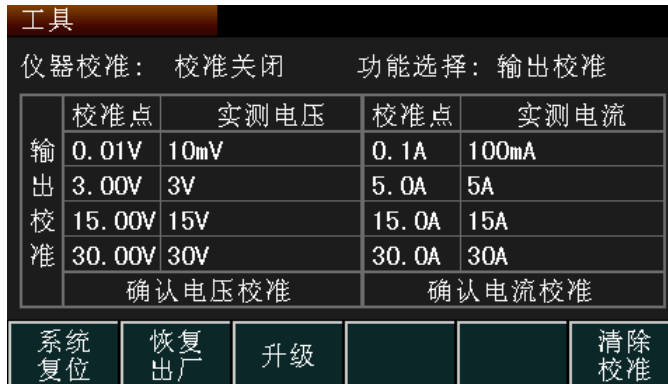 工具
仪器校准: 校准关闭 功能选择: 输出校准
校准点 实测电压 校准点 实测电流
输出校准
0.01V 10mV 0.1A 100mA
3.00V 3V 5.0A 5A
15.00V 15V 15.0A 15A
30.00V 30V 30.0A 30A
确认电压校准 确认电流校准
系统复位 恢复出厂 升级 清除校准